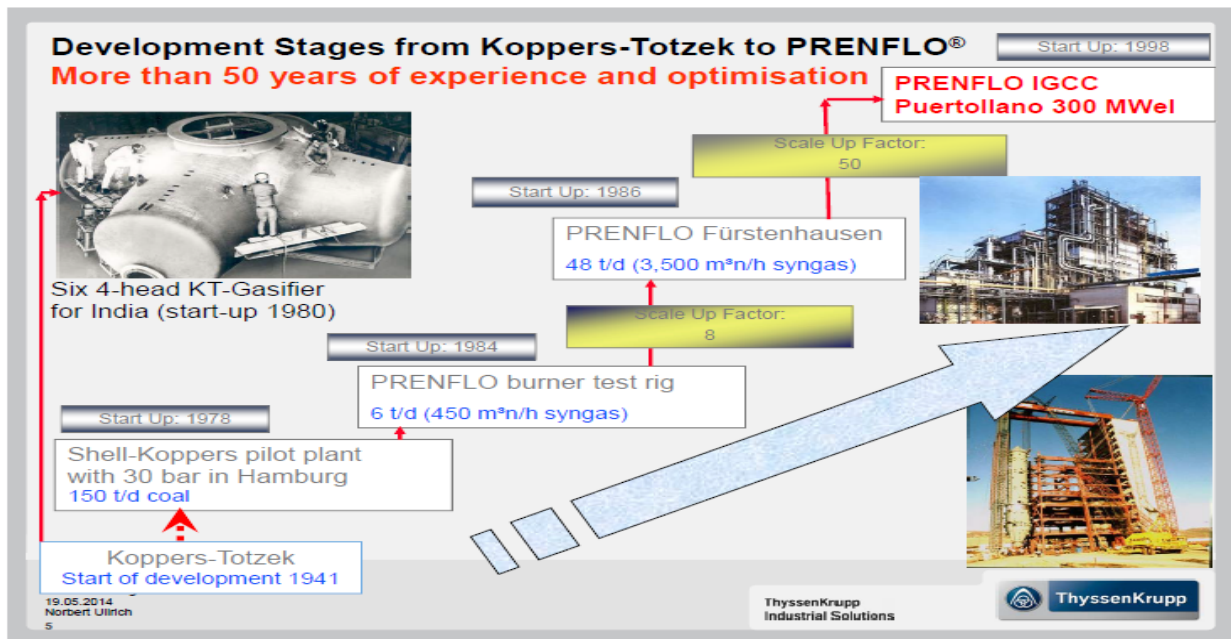 Development Stages from Koppers-Totzek to PRENFLO®
More than 50 years of experience and optimisation
Start Up: 1998
PRENFLO IGCC
Puertollano 300 MWel
Scale Up Factor:
50
Start Up: 1986
PRENFLO Fürstenhausen
48 t/d (3,500 m³n/h syngas)
Six 4-head KT-Gasifier
for India (start-up 1980)
Scale Up Factor:
8
Start Up: 1984
PRENFLO burner test rig
6 t/d (450 m³n/h syngas)
Start Up: 1978
Shell-Koppers pilot plant
with 30 bar in Hamburg
150 t/d coal
Koppers-Totzek
Start of development 1941
19.05.2014
Norbert Ullrich
5
ThyssenKrupp
Industrial Solutions
ThyssenKrupp